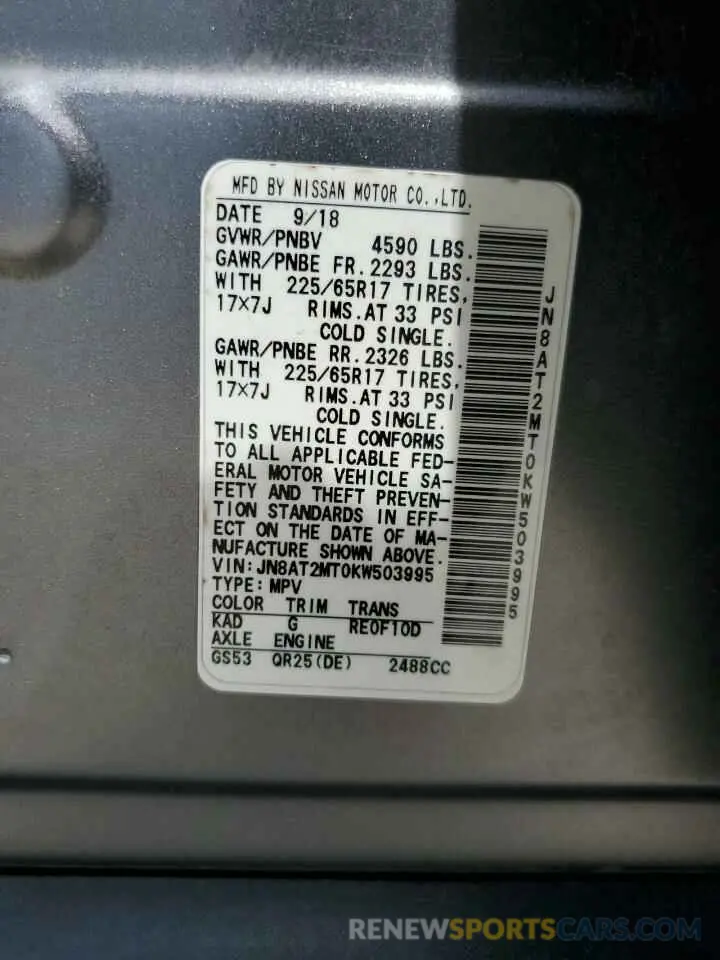 MFD BY NISSAN MOTOR CO.,LTD.
DATE 9/18
GVWR/PNBV 4590 LBS.
GAWR/PNBE FR. 2293 LBS.
WITH 225/65R17 TIRES,
17×7J RIMS.AT 33 PSI
COLD SINGLE.
GAWR/PNBE RR. 2326 LBS.
WITH 225/65R17 TIRES,
17×7J RIMS.AT 33 PSI
COLD SINGLE.
THIS VEHICLE CONFORMS
TO ALL APPLICABLE FED-
ERAL MOTOR VEHICLE SA-
FETY AND THEFT PREVEN-
TION STANDARDS IN EFF-
ECT ON THE DATE OF MA-
NUFACTURE SHOWN ABOVE.
VIN:JN8AT2MT0KW503995
TYPE:MPV
COLOR TRIM TRANS
KAD G RE0F10D
AXLE ENGINE
GS53 QR25(DE) 2488CC
JN8AT2MT0KW503995
RENEWSPORTSCARS.COM